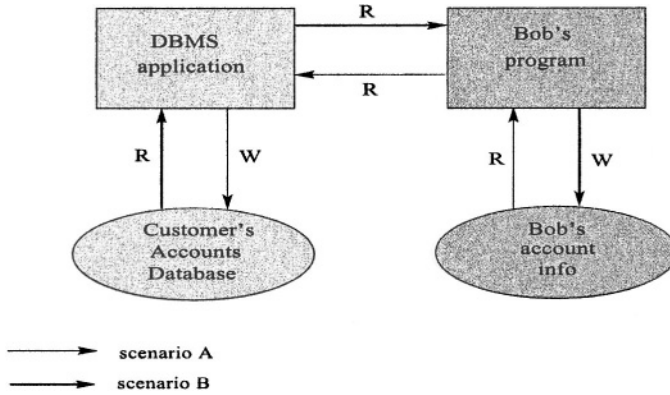 DBMS
application
R
Bob's
program
R
R
W
R
W
Customer's
Accounts
Database
Bob's
account
info
scenario A
scenario B